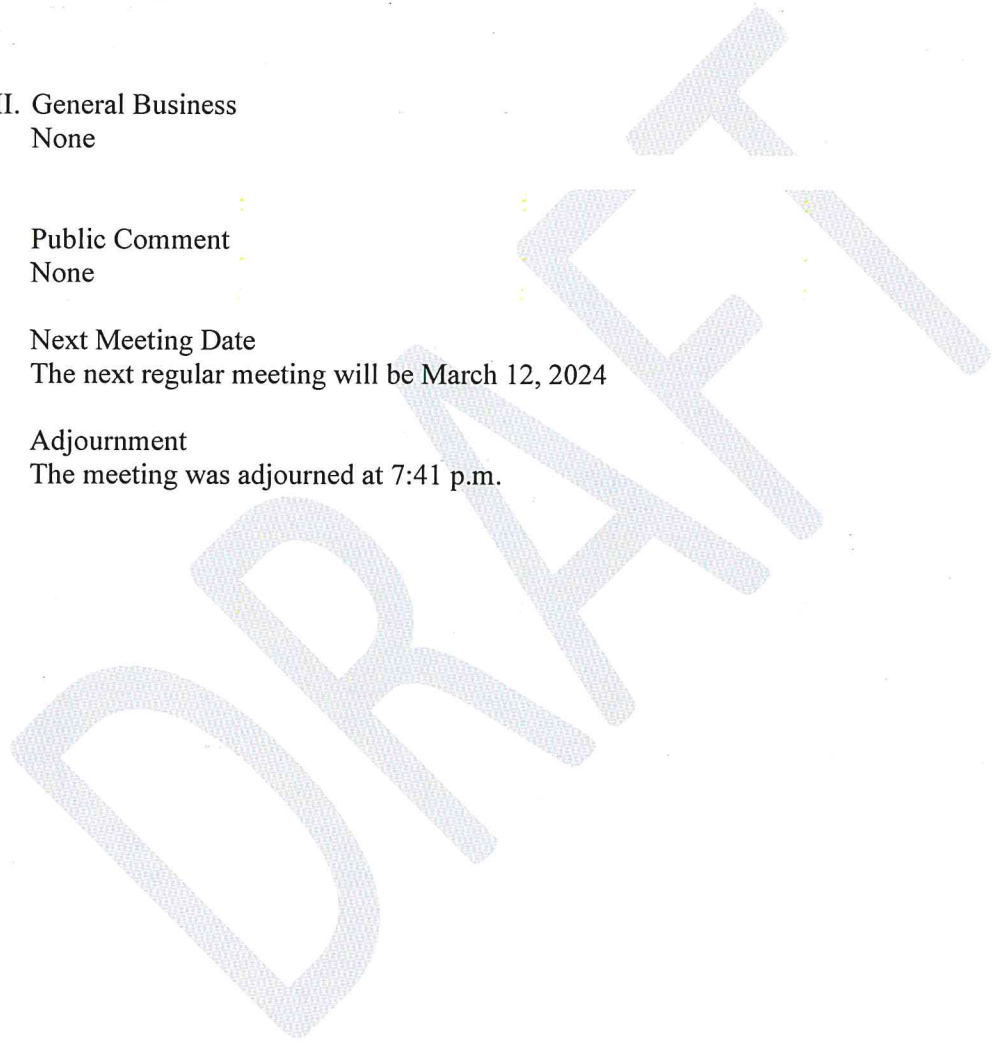 II. General Business
None
Public Comment
None
Next Meeting Date
The next regular meeting will be March 12, 2024
Adjournment
The meeting was adjourned at 7:41 p.m.
DRAFT